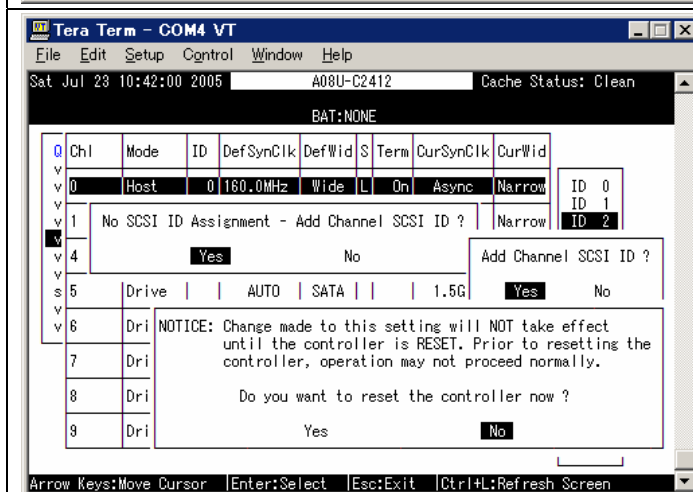 Tera Term - COM4 VT
File Edit Setup Control Window Help
Sat Jul 23 10:42:00 2005 A08U-C2412 Cache Status: Clean
BAT:NONE
Q Chl Mode ID DefSynClk DefWid S Term CurSynClk CurWid
v
v 0 Host 0 160.0MHz Wide L On Async Narrow ID 0
v ID 1
v 1 No SCSI ID Assignment - Add Channel SCSI ID ? Narrow ID 2
v
v 4 Yes No Add Channel SCSI ID ?
v
s 5 Drive AUTO SATA 1.5G Yes No
v
v 6 Dri NOTICE: Change made to this setting will NOT take effect
until the controller is RESET. Prior to resetting the
7 Dri controller, operation may not proceed normally.
8 Dri Do you want to reset the controller now ?
9 Dri Yes No
Arrow Keys:Move Cursor |Enter:Select |Esc:Exit |Ctrl+L:Refresh Screen